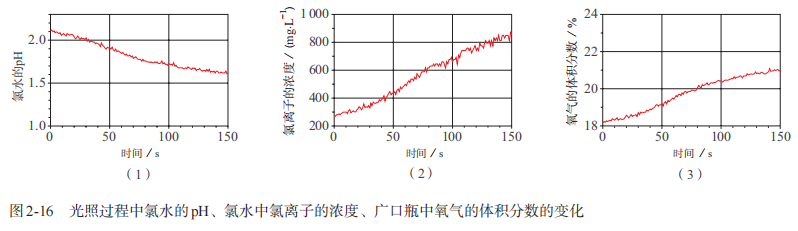 氯水的pH
2.0
1.5
1.0
0 50 100 150
时间 / s
(1)
氯离子的浓度 / (mg·L⁻¹)
1 000
800
600
400
200
0 50 100 150
时间 / s
(2)
氧气的体积分数 / %
24
22
20
18
0 50 100 150
时间 / s
(3)
图2-16 光照过程中氯水的pH、氯水中氯离子的浓度、广口瓶中氧气的体积分数的变化